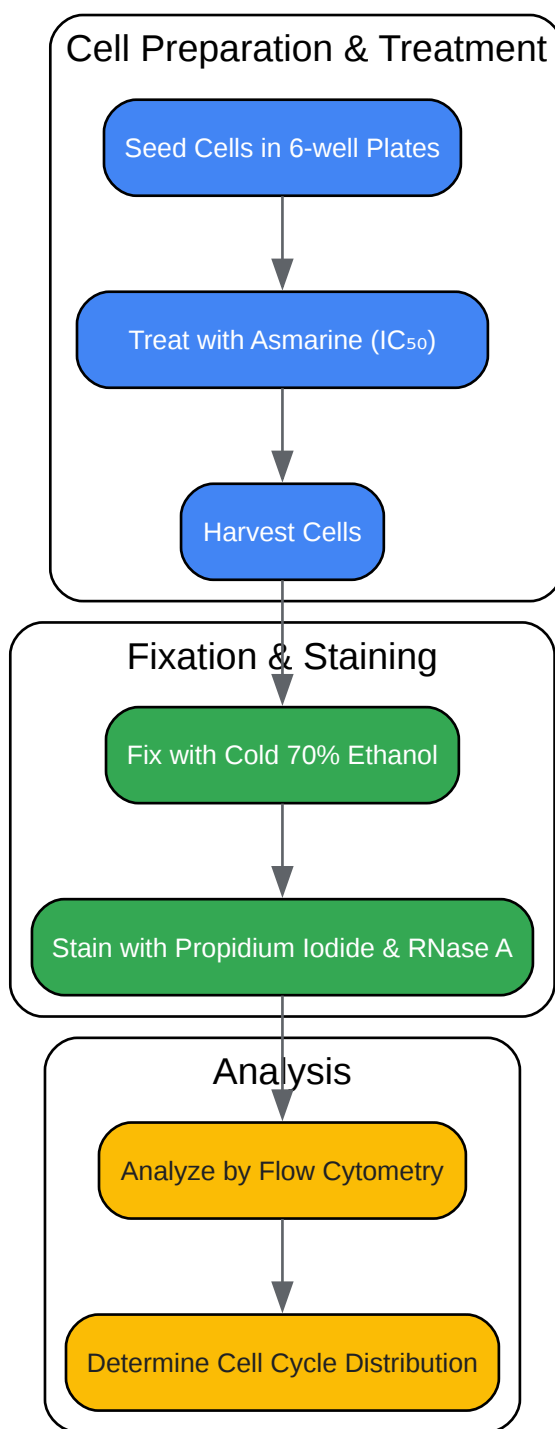 Cell Preparation & Treatment
Seed Cells in 6-well Plates
Treat with Asmarine (IC₅₀)
Harvest Cells
Fixation & Staining
Fix with Cold 70% Ethanol
Stain with Propidium Iodide & RNase A
Analysis
Analyze by Flow Cytometry
Determine Cell Cycle Distribution